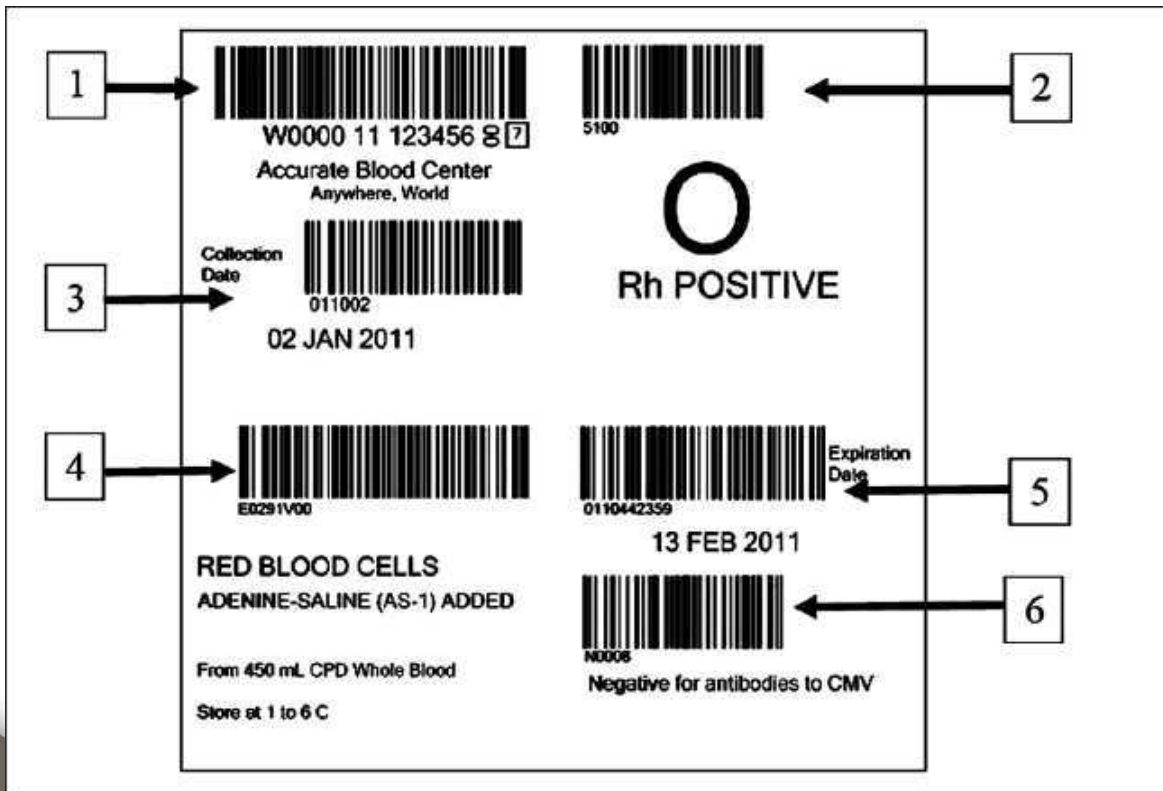 1
W0000 11 123456 00 7
Accurate Blood Center
Anywhere, World
2
5100
O
Rh POSITIVE
3
Collection
Date
011002
02 JAN 2011
4
E0291V00
RED BLOOD CELLS
ADENINE-SALINE (AS-1) ADDED
From 450 mL CPD Whole Blood
Store at 1 to 6 C
5
Expiration
Date
0110442359
13 FEB 2011
6
N0008
Negative for antibodies to CMV